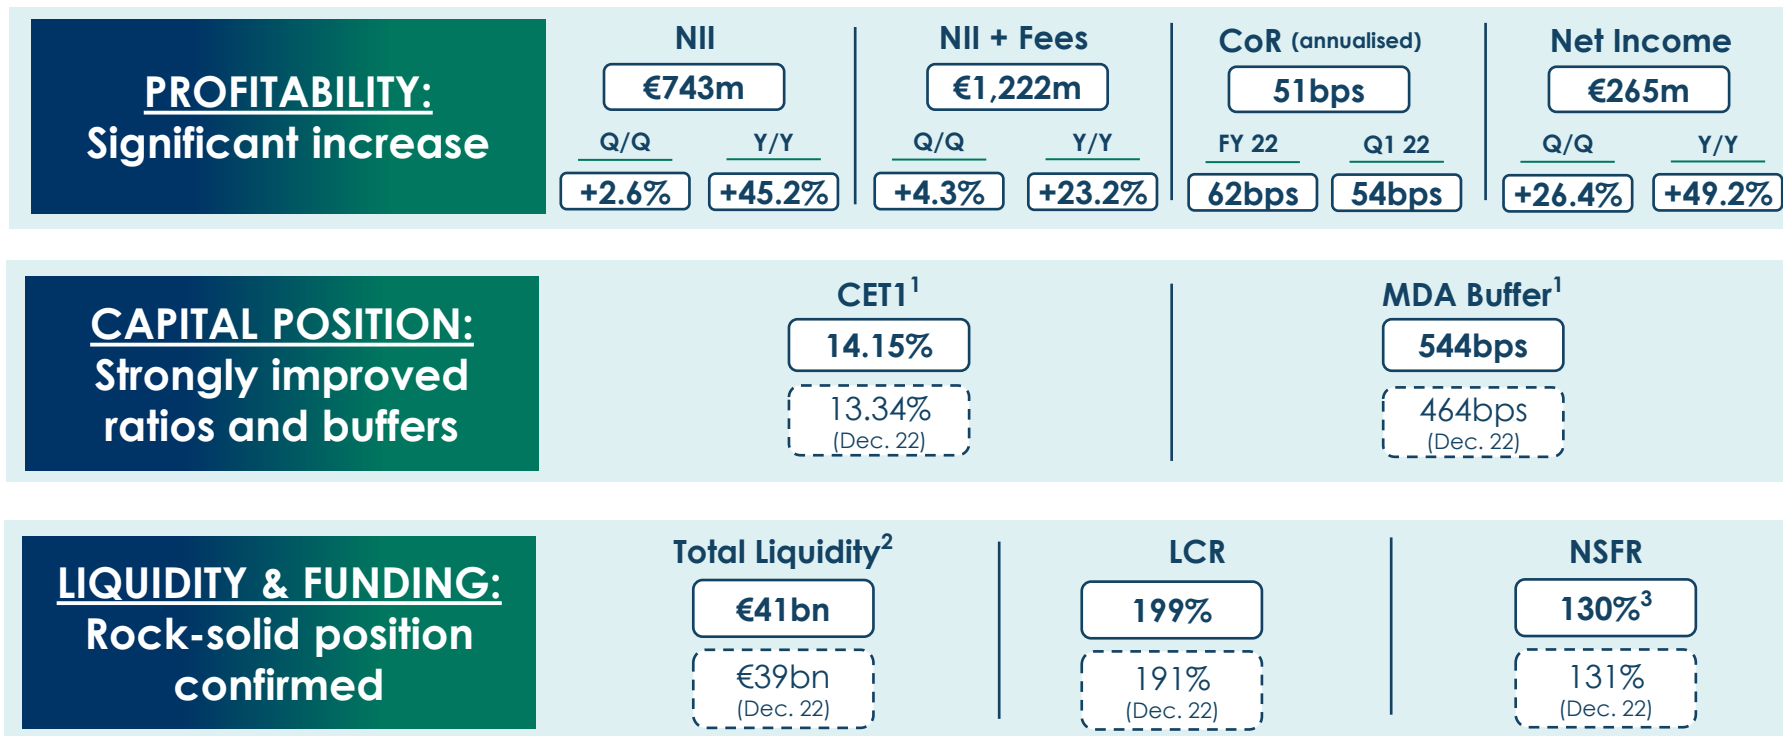 PROFITABILITY:
Significant increase
NII
€743m
Q/Q Y/Y
+2.6% +45.2%
NII + Fees
€1,222m
Q/Q Y/Y
+4.3% +23.2%
CoR (annualised)
51bps
FY 22 Q1 22
62bps 54bps
Net Income
€265m
Q/Q Y/Y
+26.4% +49.2%
CAPITAL POSITION:
Strongly improved
ratios and buffers
CET1¹
14.15%
13.34%
(Dec. 22)
MDA Buffer¹
544bps
464bps
(Dec. 22)
LIQUIDITY & FUNDING:
Rock-solid position
confirmed
Total Liquidity²
€41bn
€39bn
(Dec. 22)
LCR
199%
191%
(Dec. 22)
NSFR
130%³
131%
(Dec. 22)